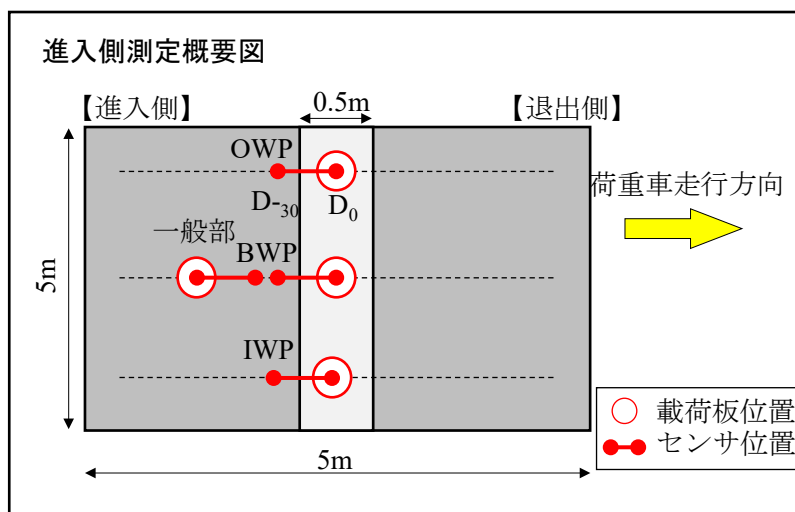 進入側測定概要図
0.5m
【進入側】
【退出側】
OWP
D-30
D0
荷重車走行方向
一般部
BWP
5m
IWP
載荷板位置
センサ位置
5m